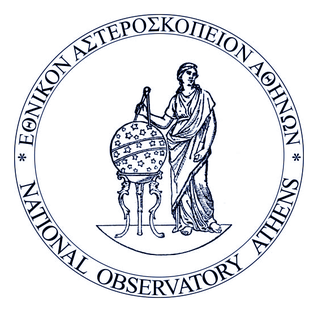 * ΕΘΝΙΚΟΝ ΑΣΤΕΡΟΣΚΟΠΕΙΟΝ ΑΘΗΝΩΝ *
NATIONAL OBSERVATORY ATHENS